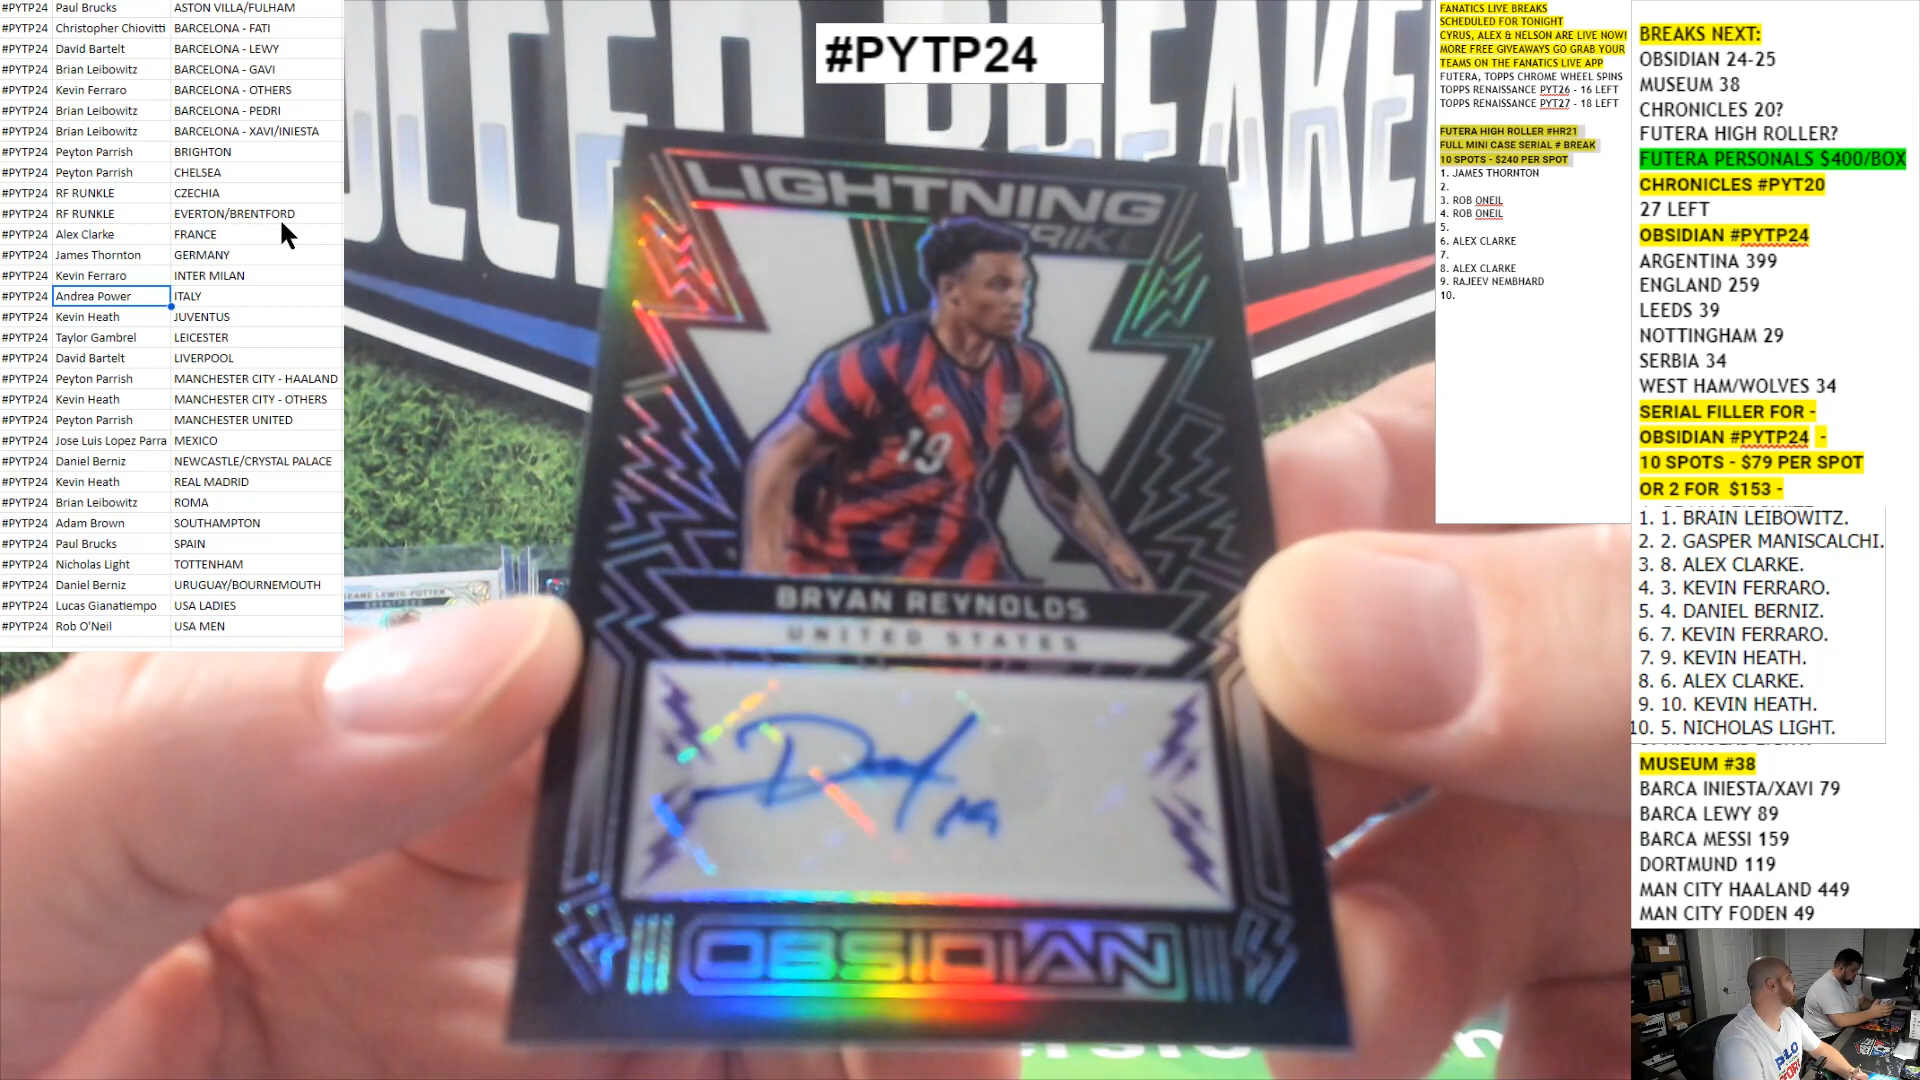 #PYTP24 Paul Brucks ASTON VILLA/FULHAM
#PYTP24 Christopher Chiovitti BARCELONA - FATI
#PYTP24 David Bartelt BARCELONA - LEWY
#PYTP24 Brian Leibowitz BARCELONA - GAVI
#PYTP24 Kevin Ferraro BARCELONA - OTHERS
#PYTP24 Brian Leibowitz BARCELONA - PEDRI
#PYTP24 Brian Leibowitz BARCELONA - XAVI/INIESTA
#PYTP24 Peyton Parrish BRIGHTON
#PYTP24 Peyton Parrish CHELSEA
#PYTP24 RF RUNKLE CZECHIA
#PYTP24 RF RUNKLE EVERTON/BRENTFORD
#PYTP24 Alex Clarke FRANCE
#PYTP24 James Thornton GERMANY
#PYTP24 Kevin Ferraro INTER MILAN
#PYTP24 Andrea Power ITALY
#PYTP24 Kevin Heath JUVENTUS
#PYTP24 Taylor Gambrel LEICESTER
#PYTP24 David Bartelt LIVERPOOL
#PYTP24 Peyton Parrish MANCHESTER CITY - HAALAND
#PYTP24 Kevin Heath MANCHESTER CITY - OTHERS
#PYTP24 Peyton Parrish MANCHESTER UNITED
#PYTP24 Jose Luis Lopez Parra MEXICO
#PYTP24 Daniel Berniz NEWCASTLE/CRYSTAL PALACE
#PYTP24 Kevin Heath REAL MADRID
#PYTP24 Brian Leibowitz ROMA
#PYTP24 Adam Brown SOUTHAMPTON
#PYTP24 Paul Brucks SPAIN
#PYTP24 Nicholas Light TOTTENHAM
#PYTP24 Daniel Berniz URUGUAY/BOURNEMOUTH
#PYTP24 Lucas Gianatiempo USA LADIES
#PYTP24 Rob O'Neil USA MEN
#PYTP24
LIGHTNING
STRIKE
19
BRYAN REYNOLDS
UNITED STATES
19
OBSIDIAN
FANATICS LIVE BREAKS
SCHEDULED FOR TONIGHT
CYRUS, ALEX & NELSON ARE LIVE NOW!
MORE FREE GIVEAWAYS GO GRAB YOUR
TEAMS ON THE FANATICS LIVE APP
FUTERA, TOPPS CHROME WHEEL SPINS
TOPPS RENAISSANCE PYT26 - 16 LEFT
TOPPS RENAISSANCE PYT27 - 18 LEFT
FUTERA HIGH ROLLER #HR21
FULL MINI CASE SERIAL # BREAK
10 SPOTS - $240 PER SPOT
1. JAMES THORNTON
2.
3. ROB ONEIL
4. ROB ONEIL
5.
6. ALEX CLARKE
7.
8. ALEX CLARKE
9. RAJEEV NEMBHARD
10.
BREAKS NEXT:
OBSIDIAN 24-25
MUSEUM 38
CHRONICLES 20?
FUTERA HIGH ROLLER?
FUTERA PERSONALS $400/BOX
CHRONICLES #PYT20
27 LEFT
OBSIDIAN #PYTP24
ARGENTINA 399
ENGLAND 259
LEEDS 39
NOTTINGHAM 29
SERBIA 34
WEST HAM/WOLVES 34
SERIAL FILLER FOR -
OBSIDIAN #PYTP24 -
10 SPOTS - $79 PER SPOT
OR 2 FOR $153 -
1. 1. BRAIN LEIBOWITZ.
2. 2. GASPER MANISCALCHI.
3. 8. ALEX CLARKE.
4. 3. KEVIN FERRARO.
5. 4. DANIEL BERNIZ.
6. 7. KEVIN FERRARO.
7. 9. KEVIN HEATH.
8. 6. ALEX CLARKE.
9. 10. KEVIN HEATH.
10. 5. NICHOLAS LIGHT.
MUSEUM #38
BARCA INIESTA/XAVI 79
BARCA LEWY 89
BARCA MESSI 159
DORTMUND 119
MAN CITY HAALAND 449
MAN CITY FODEN 49